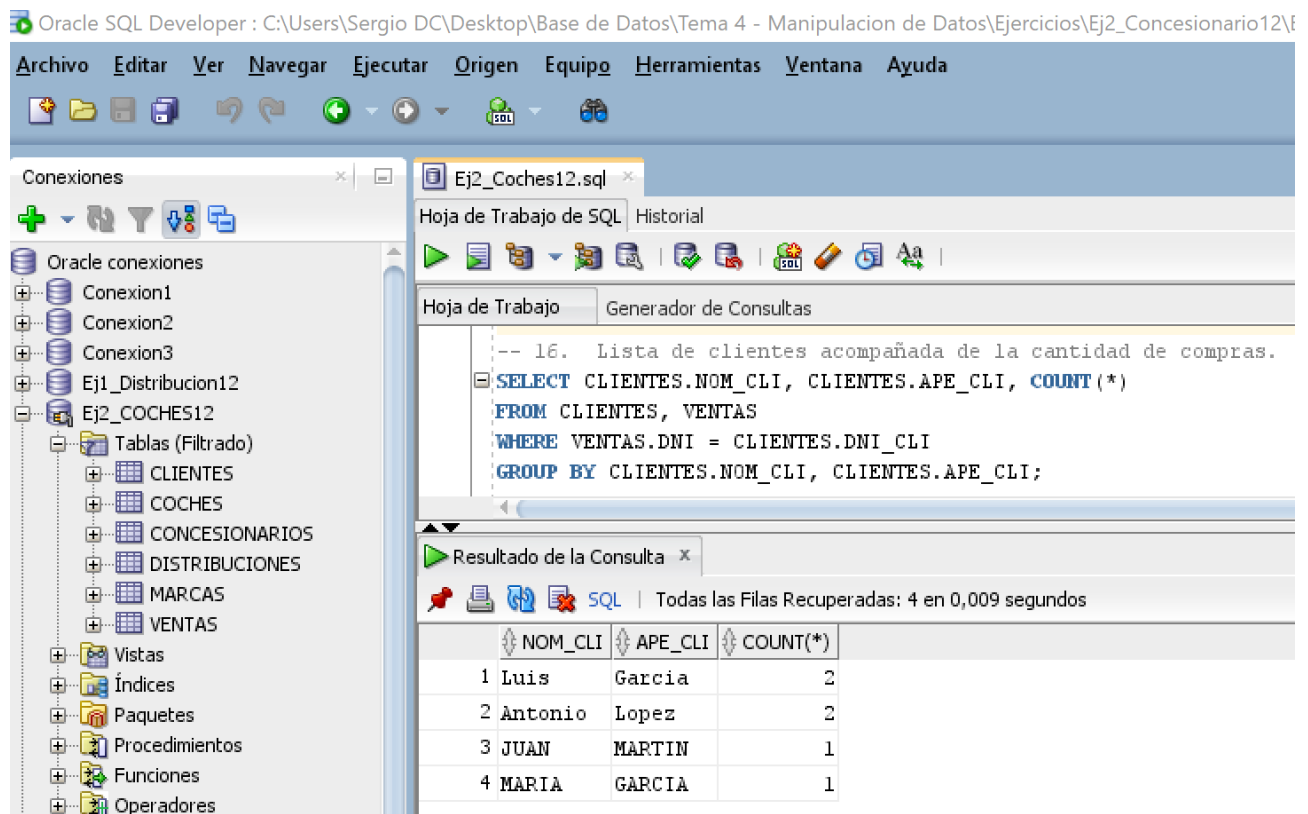 Oracle SQL Developer : C:\Users\Sergio DC\Desktop\Base de Datos\Tema 4 - Manipulacion de Datos\Ejercicios\Ej2_Concesionario12\
Archivo Editar Ver Navegar Ejecutar Origen Equipo Herramientas Ventana Ayuda
SQL
Conexiones
Oracle conexiones
Conexion1
Conexion2
Conexion3
Ej1_Distribucion12
Ej2_COCHES12
Tablas (Filtrado)
CLIENTES
COCHES
CONCESIONARIOS
DISTRIBUCIONES
MARCAS
VENTAS
Vistas
Índices
Paquetes
Procedimientos
Funciones
Operadores
Ej2_Coches12.sql
Hoja de Trabajo de SQL Historial
SQL Aa
Hoja de Trabajo Generador de Consultas
-- 16. Lista de clientes acompañada de la cantidad de compras.
SELECT CLIENTES.NOM_CLI, CLIENTES.APE_CLI, COUNT(*)
FROM CLIENTES, VENTAS
WHERE VENTAS.DNI = CLIENTES.DNI_CLI
GROUP BY CLIENTES.NOM_CLI, CLIENTES.APE_CLI;
Resultado de la Consulta x
SQL | Todas las Filas Recuperadas: 4 en 0,009 segundos
NOM_CLI APE_CLI COUNT(*)
1 Luis Garcia 2
2 Antonio Lopez 2
3 JUAN MARTIN 1
4 MARIA GARCIA 1